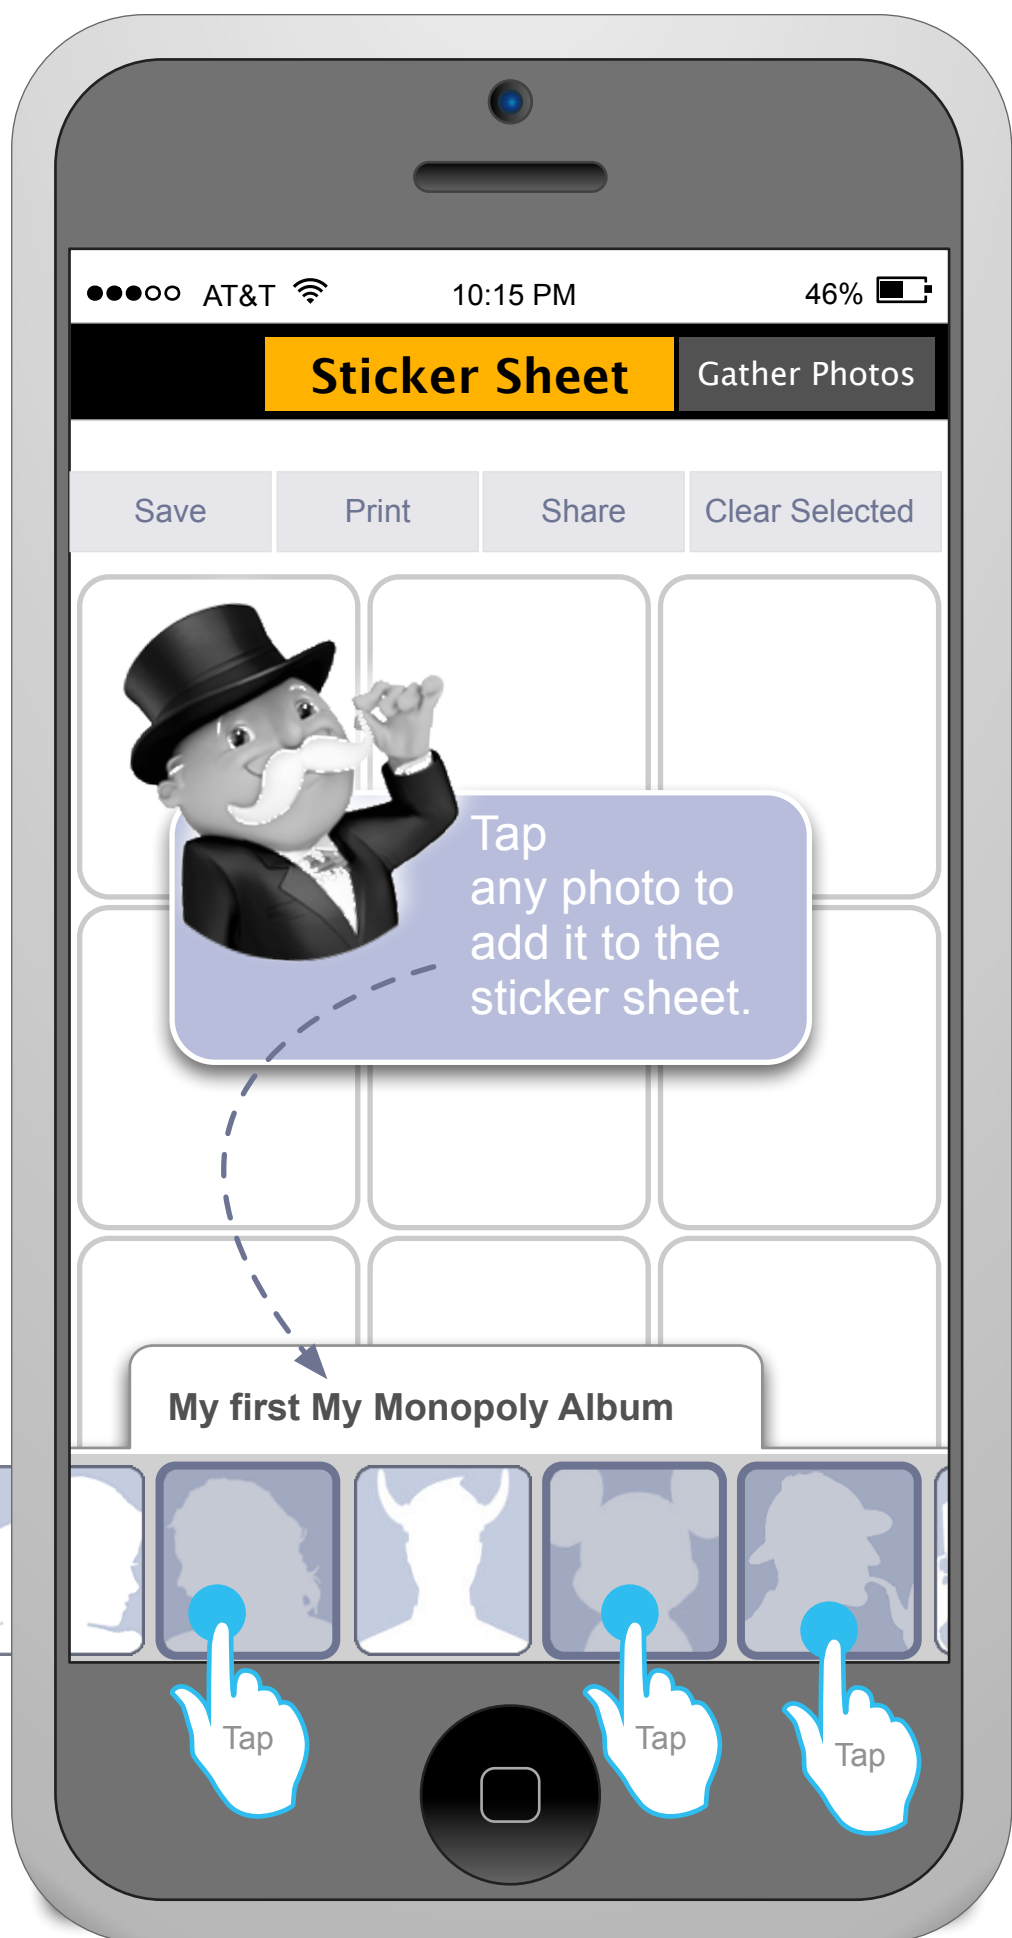 AT&T 10:15 PM 46%
Sticker Sheet Gather Photos
Save Print Share Clear Selected
Tap
any photo to
add it to the
sticker sheet.
My first My Monopoly Album
Tap Tap Tap